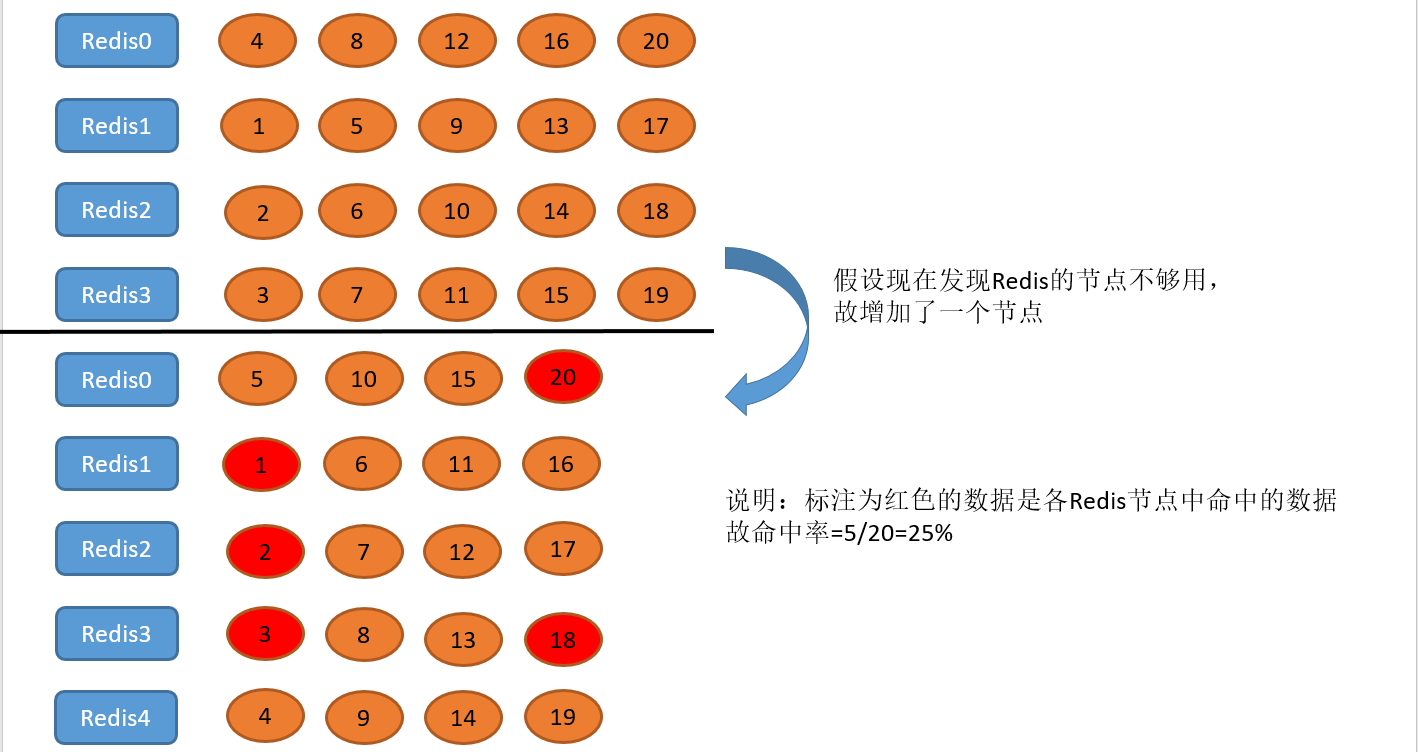 Redis0 4 8 12 16 20
Redis1 1 5 9 13 17
Redis2 2 6 10 14 18
Redis3 3 7 11 15 19
假设现在发现Redis的节点不够用，
故增加了一个节点
Redis0 5 10 15 20
Redis1 1 6 11 16
说明：标注为红色的数据是各Redis节点中命中的数据
故命中率=5/20=25%
Redis2 2 7 12 17
Redis3 3 8 13 18
Redis4 4 9 14 19